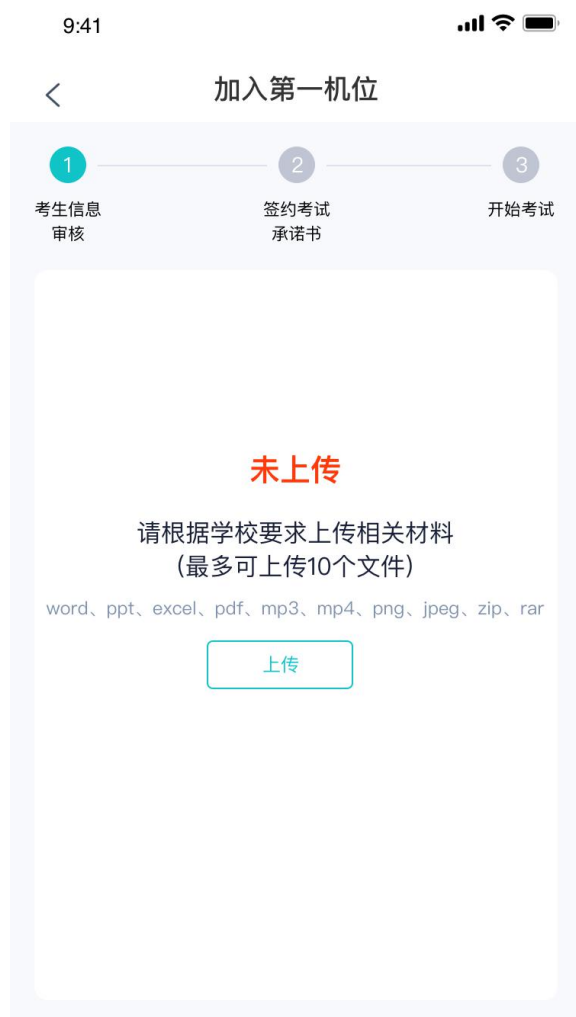 9:41
加入第一机位
1
2
3
考生信息
审核
签约考试
承诺书
开始考试
未上传
请根据学校要求上传相关材料
（最多可上传10个文件）
word、ppt、excel、pdf、mp3、mp4、png、jpeg、zip、rar
上传